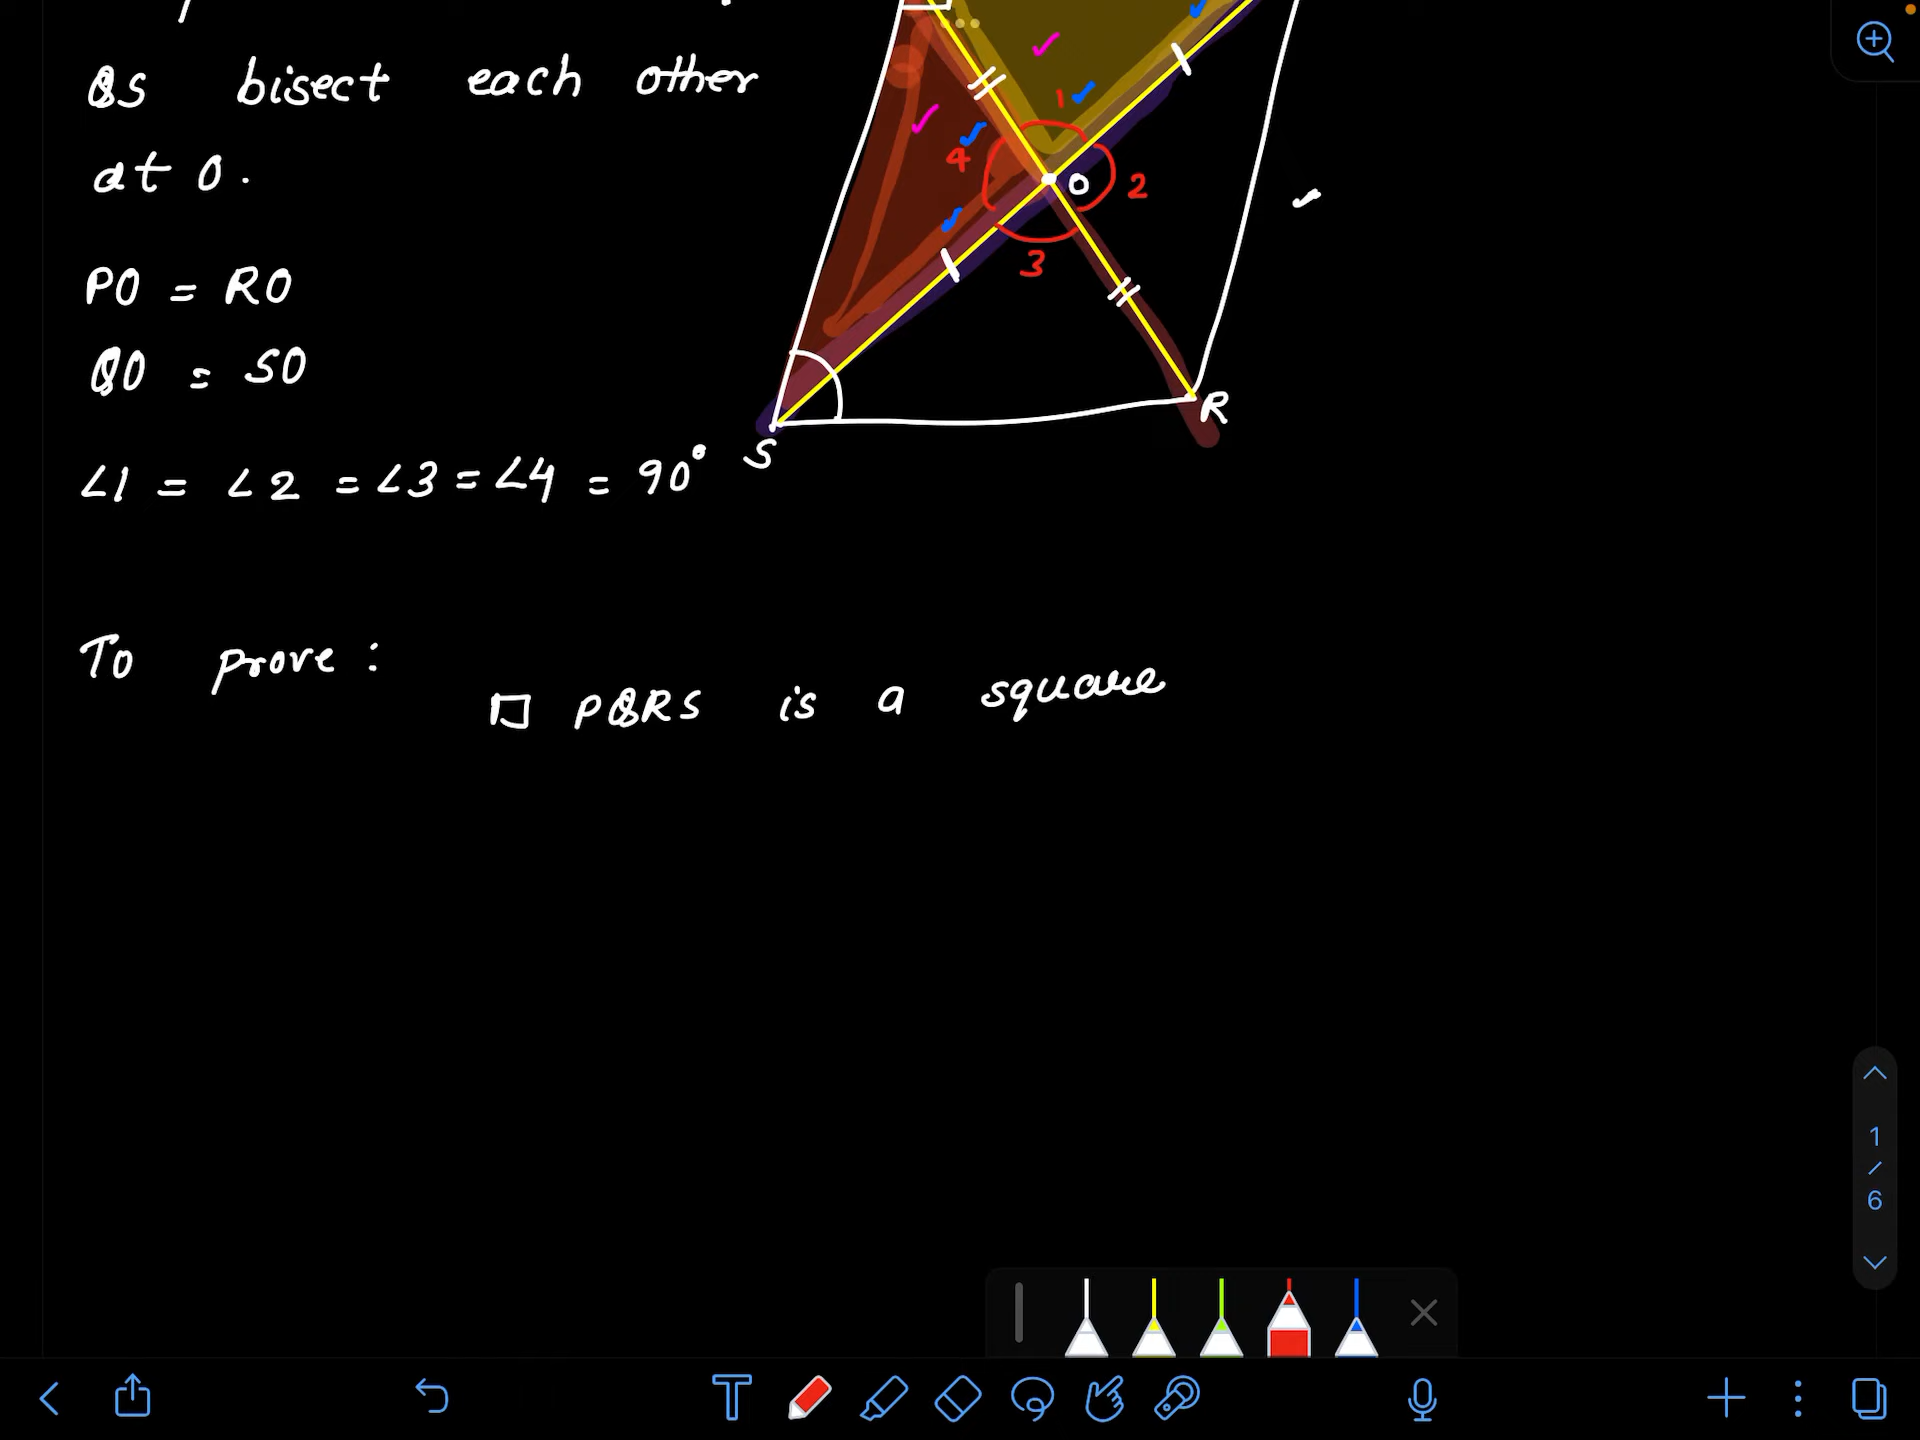 QS bisect each other
at O.
PO = RO
QO = SO
∠1 = ∠2 = ∠3 = ∠4 = 90°
1
4
O
2
3
R
S
To prove :
□ PQRS is a square
1
/
6
T